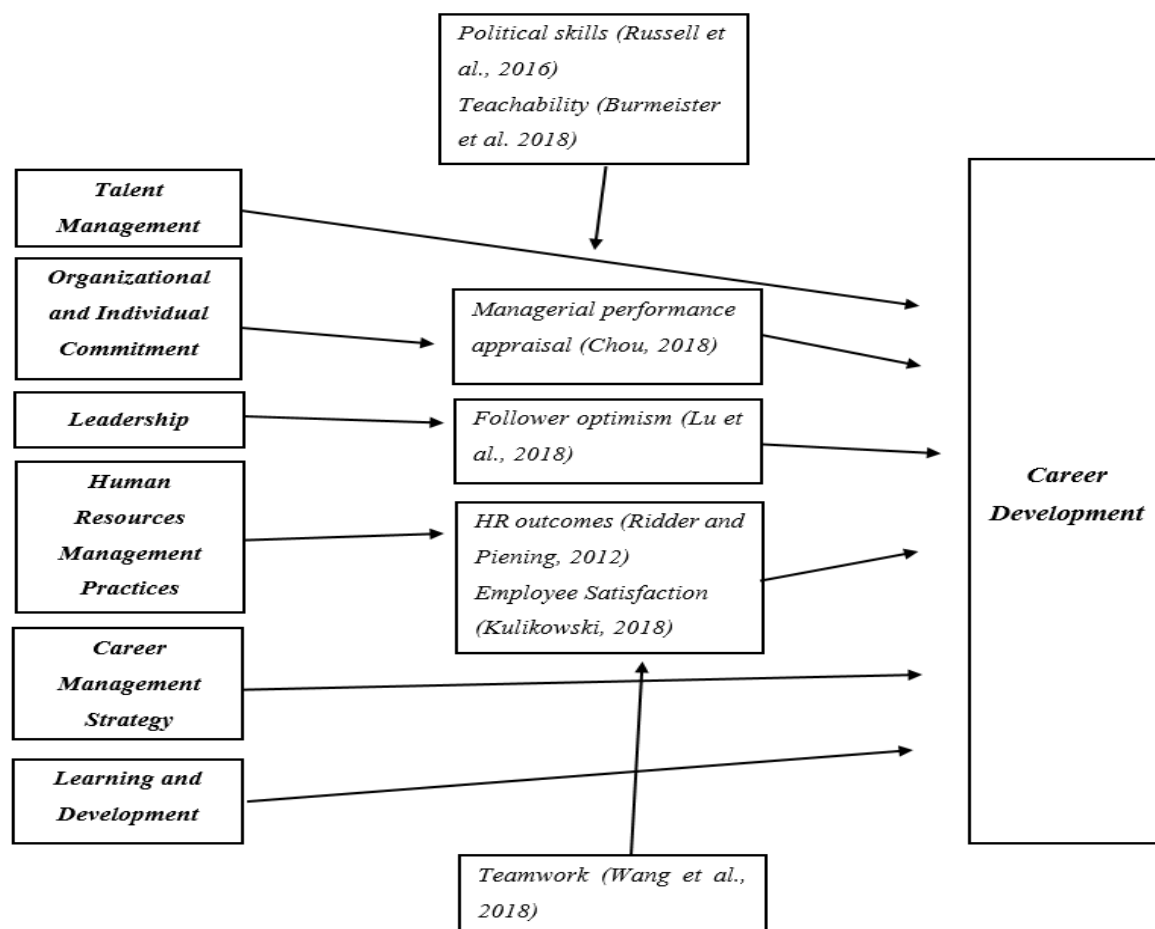 Political skills (Russell et
al., 2016)
Teachability (Burmeister
et al. 2018)
Talent
Management
Organizational
and Individual
Commitment
Managerial performance
appraisal (Chou, 2018)
Leadership
Follower optimism (Lu et
al., 2018)
Human
Resources
Management
Practices
HR outcomes (Ridder and
Piening, 2012)
Employee Satisfaction
(Kulikowski, 2018)
Career
Development
Career
Management
Strategy
Learning and
Development
Teamwork (Wang et al.,
2018)